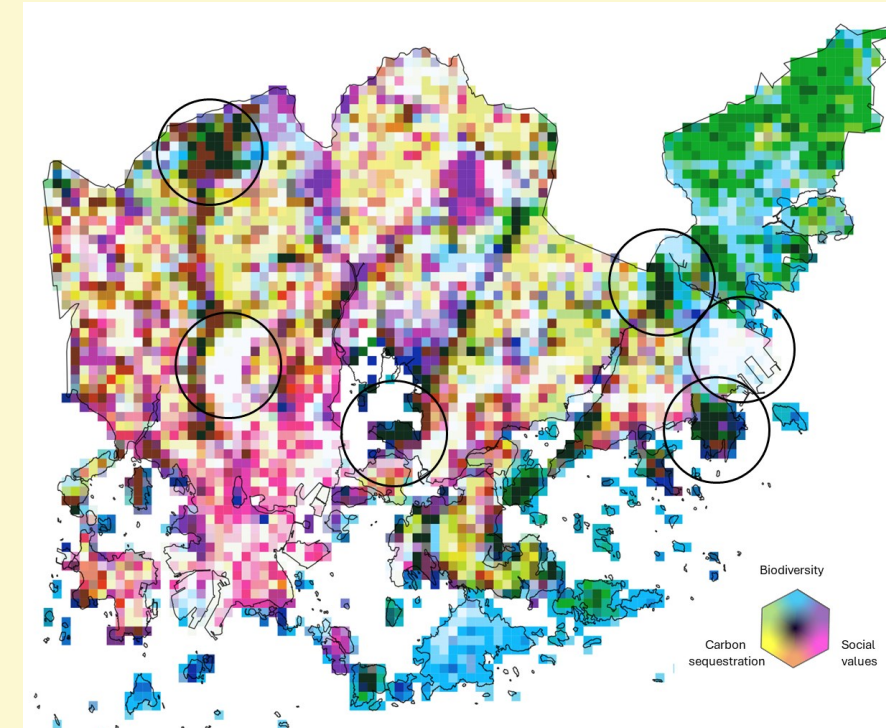 Biodiversity
Carbon
sequestration
Social
values